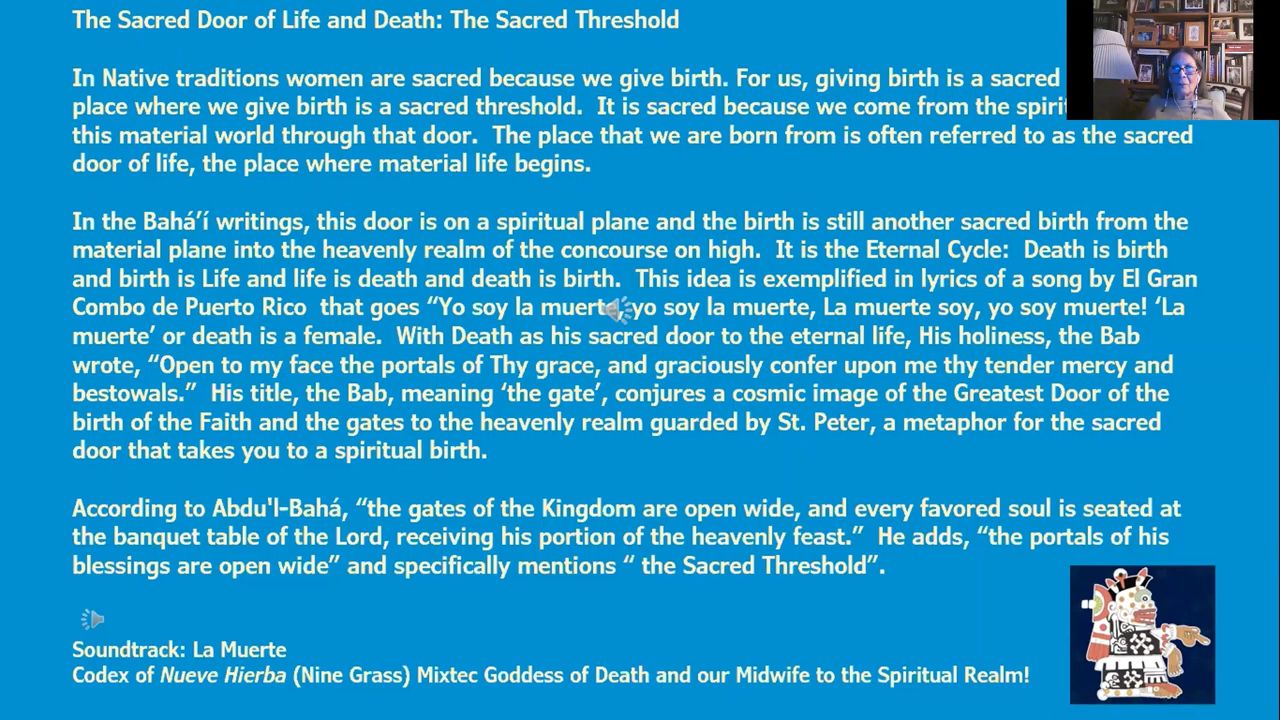 The Sacred Door of Life and Death: The Sacred Threshold
In Native traditions women are sacred because we give birth. For us, giving birth is a sacred
place where we give birth is a sacred threshold. It is sacred because we come from the
this material world through that door. The place that we are born from is often referred to as the sacred
door of life, the place where material life begins.
In the Bahá’í writings, this door is on a spiritual plane and the birth is still another sacred birth from the
material plane into the heavenly realm of the concourse on high. It is the Eternal Cycle: Death is birth
and birth is Life and life is death and death is birth. This idea is exemplified in lyrics of a song by El Gran
Combo de Puerto Rico that goes “Yo soy la muerte, yo soy la muerte, La muerte soy, yo soy muerte! ‘La
muerte’ or death is a female. With Death as his sacred door to the eternal life, His holiness, the Bab
wrote, “Open to my face the portals of Thy grace, and graciously confer upon me thy tender mercy and
bestowals.” His title, the Bab, meaning ‘the gate’, conjures a cosmic image of the Greatest Door of the
birth of the Faith and the gates to the heavenly realm guarded by St. Peter, a metaphor for the sacred
door that takes you to a spiritual birth.
According to Abdu'l-Bahá, “the gates of the Kingdom are open wide, and every favored soul is seated at
the banquet table of the Lord, receiving his portion of the heavenly feast.” He adds, “the portals of his
blessings are open wide” and specifically mentions “ the Sacred Threshold”.
Soundtrack: La Muerte
Codex of Nueve Hierba (Nine Grass) Mixtec Goddess of Death and our Midwife to the Spiritual Realm!